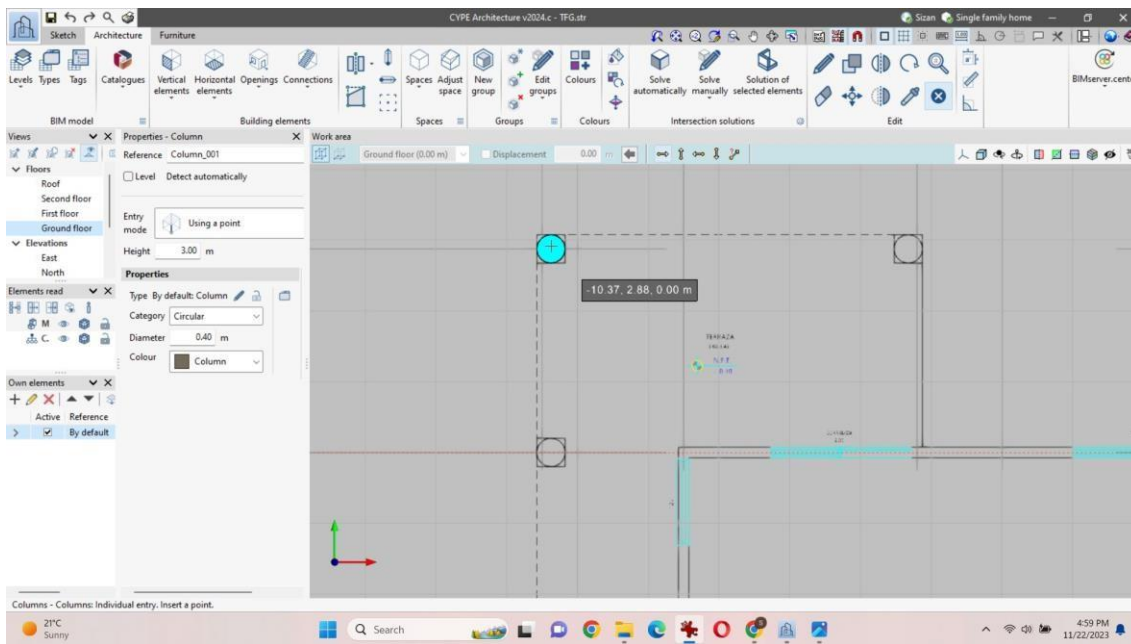 CYPE Architecture v2024.c - TFG.str
Sizan
Single family home
Sketch
Architecture
Furniture
Levels
Types
Tags
Catalogues
Vertical elements
Horizontal elements
Openings
Connections
Spaces
Adjust space
New group
Edit groups
Colours
Solve automatically
Solve manually
Solution of selected elements
BIMserver.cente
BIM model
Building elements
Spaces
Groups
Colours
Intersection solutions
Edit
Views
Floors
Roof
Second floor
First floor
Ground floor
Elevations
East
North
Elements read
M
C.
Own elements
Active Reference
By default
Properties - Column
Reference Column_001
Level Detect automatically
Entry mode Using a point
Height 3.00 m
Properties
Type By default: Column
Category Circular
Diameter 0.40 m
Colour Column
Work area
Ground floor (0.00 m)
Displacement 0.00 m
-10 37, 2.88, 0.00 m
TERRAZA
Columns - Columns: Individual entry. Insert a point.
21°C
Sunny
Search
4:59 PM
11/22/2023